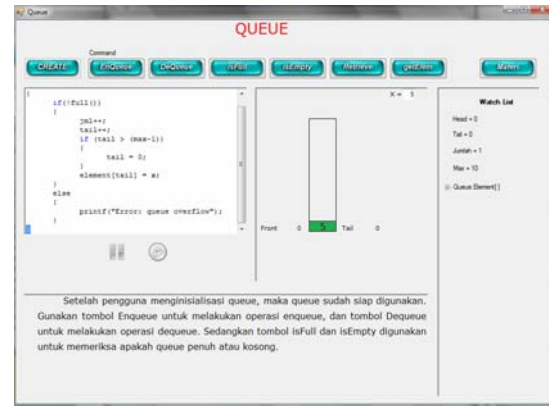 Queue
QUEUE
Command
CREATE EnQueue DeQueue isFull isEmpty Retrieve getElem Materi
{
if(!full())
{
jml++;
tail++;
if (tail > (max-1))
{
tail = 0;
}
element[tail] = x;
}
else
{
printf("Error: queue overflow");
}
}
X = 5
Front 0 5 Tail 0
Watch List
Head = 0
Tail = 0
Jumlah = 1
Max = 10
Queue Element[ ]
Setelah pengguna menginisialisasi queue, maka queue sudah siap digunakan.
Gunakan tombol Enqueue untuk melakukan operasi enqueue, dan tombol Dequeue
untuk melakukan operasi dequeue. Sedangkan tombol isFull dan isEmpty digunakan
untuk memeriksa apakah queue penuh atau kosong.